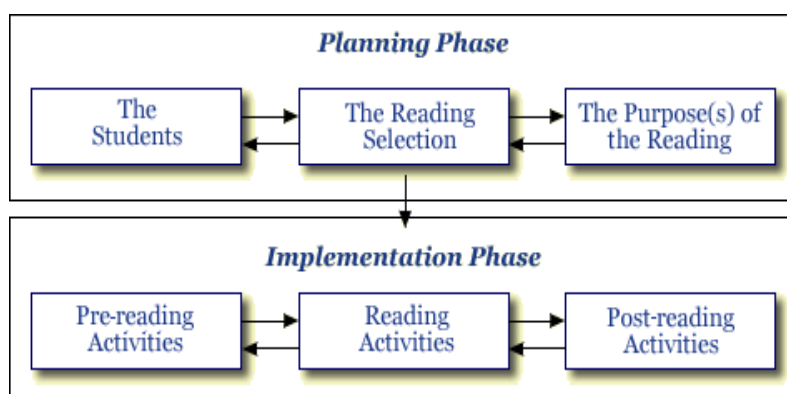 Planning Phase
The
Students
The Reading
Selection
The Purpose(s) of
the Reading
Implementation Phase
Pre-reading
Activities
Reading
Activities
Post-reading
Activities